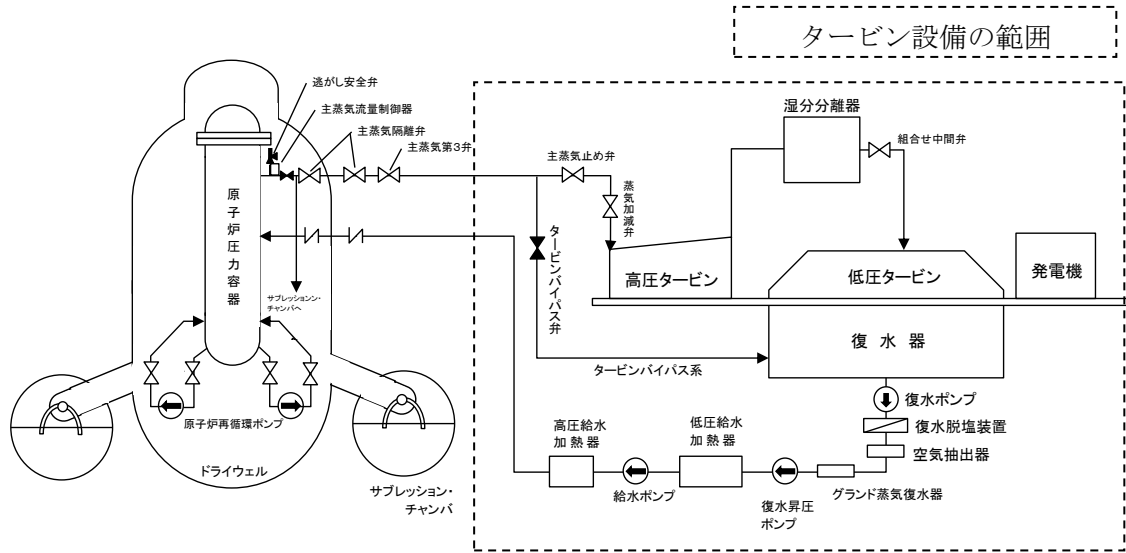 タービン設備の範囲
逃がし安全弁
主蒸気流量制御器
主蒸気隔離弁
主蒸気第3弁
主蒸気止め弁
湿分分離器
組合せ中間弁
蒸気加減弁
原子炉圧力容器
タービンバイパス弁
高圧タービン
低圧タービン
発電機
サブレッションン・
チャンバへ
復水器
タービンバイパス系
原子炉再循環ポンプ
復水ポンプ
復水脱塩装置
空気抽出器
高圧給水
加熱器
低圧給水
加熱器
ドライウェル
サブレッション・
チャンバ
給水ポンプ
復水昇圧
ポンプ
グランド蒸気復水器